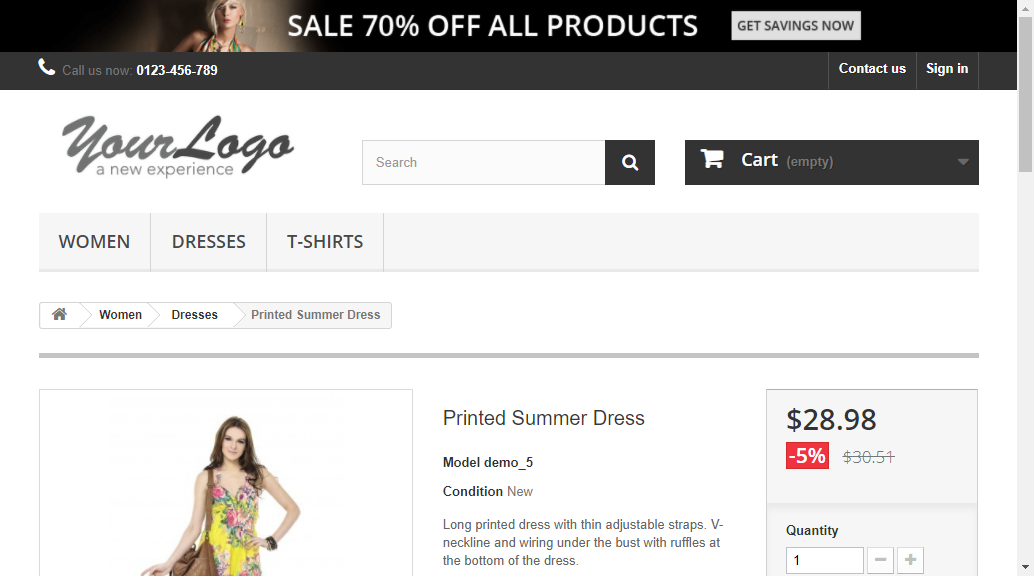 SALE 70% OFF ALL PRODUCTS GET SAVINGS NOW
Call us now: 0123-456-789 Contact us Sign in
YourLogo
a new experience
Search Cart (empty)
WOMEN DRESSES T-SHIRTS
Women Dresses Printed Summer Dress
Printed Summer Dress
Model demo_5
Condition New
Long printed dress with thin adjustable straps. V-
neckline and wiring under the bust with ruffles at
the bottom of the dress.
$28.98
-5% $30.51
Quantity
1